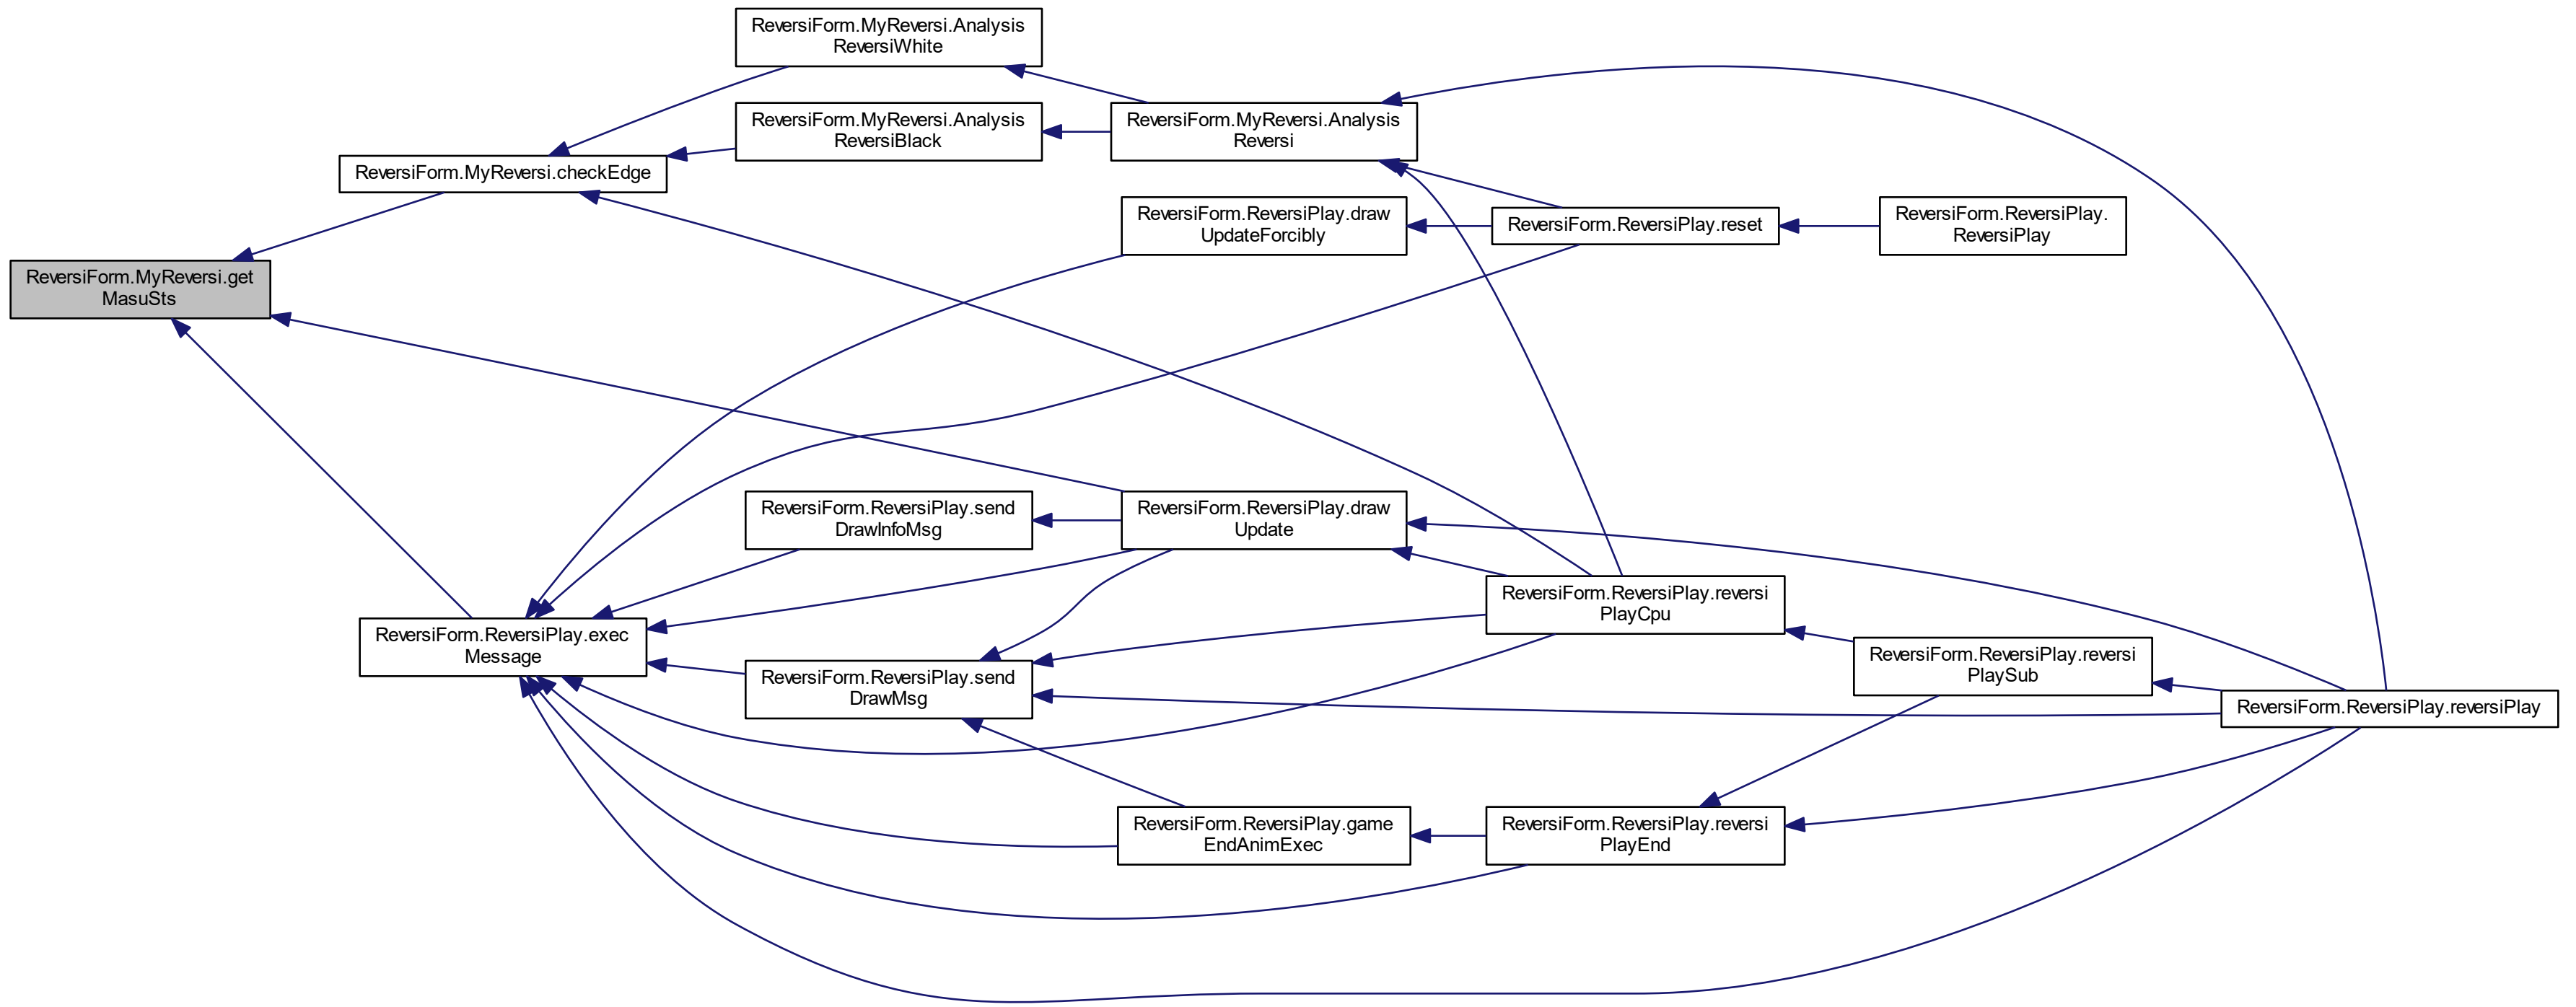 ReversiForm.MyReversi.get
MasuSts
ReversiForm.MyReversi.checkEdge
ReversiForm.MyReversi.Analysis
ReversiWhite
ReversiForm.MyReversi.Analysis
ReversiBlack
ReversiForm.MyReversi.Analysis
Reversi
ReversiForm.ReversiPlay.draw
UpdateForcibly
ReversiForm.ReversiPlay.reset
ReversiForm.ReversiPlay.
ReversiPlay
ReversiForm.ReversiPlay.exec
Message
ReversiForm.ReversiPlay.send
DrawInfoMsg
ReversiForm.ReversiPlay.draw
Update
ReversiForm.ReversiPlay.send
DrawMsg
ReversiForm.ReversiPlay.reversi
PlayCpu
ReversiForm.ReversiPlay.reversi
PlaySub
ReversiForm.ReversiPlay.reversiPlay
ReversiForm.ReversiPlay.game
EndAnimExec
ReversiForm.ReversiPlay.reversi
PlayEnd